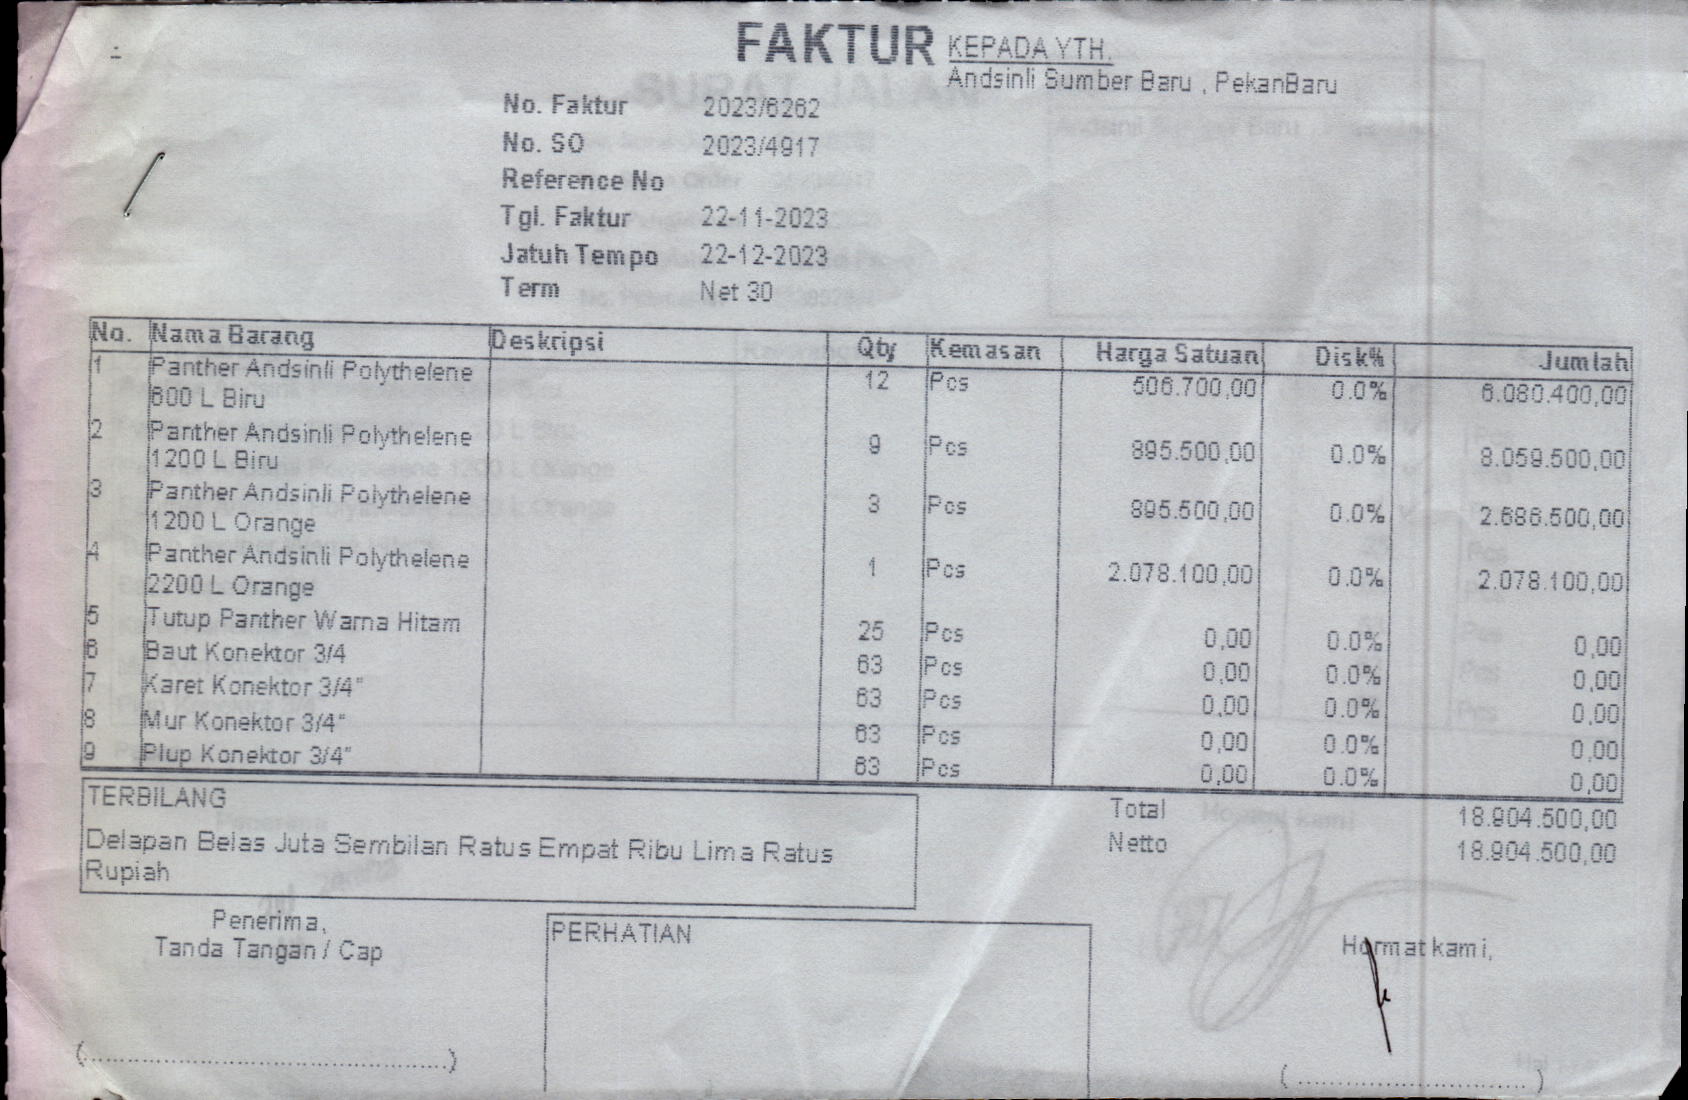 FAKTUR
KEPADA YTH.
Andsinli Sumber Baru , PekanBaru
No. Faktur 2023/6262
No. SO 2023/4917
Reference No
Tgl. Faktur 22-11-2023
Jatuh Tempo 22-12-2023
Term Net 30
No. Nama Barang Deskripsi Qty Kemasan Harga Satuan Disk% Jumlah
1 Panther Andsinli Polythelene 12 Pcs 506.700,00 0.0% 6.080.400,00
600 L Biru
2 Panther Andsinli Polythelene 9 Pcs 895.500,00 0.0% 8.059.500,00
1200 L Biru
3 Panther Andsinli Polythelene 3 Pcs 895.500,00 0.0% 2.686.500,00
1200 L Orange
4 Panther Andsinli Polythelene 1 Pcs 2.078.100,00 0.0% 2.078.100,00
2200 L Orange
5 Tutup Panther Warna Hitam 25 Pcs 0,00 0.0% 0,00
6 Baut Konektor 3/4 63 Pcs 0,00 0.0% 0,00
7 Karet Konektor 3/4" 63 Pcs 0,00 0.0% 0,00
8 Mur Konektor 3/4" 63 Pcs 0,00 0.0% 0,00
9 Plup Konektor 3/4" 63 Pcs 0,00 0.0% 0,00
TERBILANG
Delapan Belas Juta Sembilan Ratus Empat Ribu Lima Ratus
Rupiah
Total 18.904.500,00
Netto 18.904.500,00
Penerima,
Tanda Tangan / Cap
PERHATIAN
Hormat kami,
(..........................................)
(..............................)